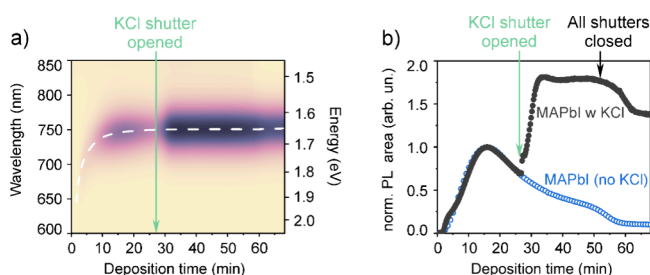 a)
KCl shutter
opened
Wavelength (nm)
850
800
750
700
650
600
1.5
1.6
1.7
1.8
1.9
2.0
Energy (eV)
0 10 20 30 40 50 60
Deposition time (min)
b)
KCl shutter
opened
All shutters
closed
norm. PL area (arb. un.)
2.0
1.5
1.0
0.5
0.0
MAPbI w KCl
MAPbI (no KCl)
0 10 20 30 40 50 60
Deposition time (min)